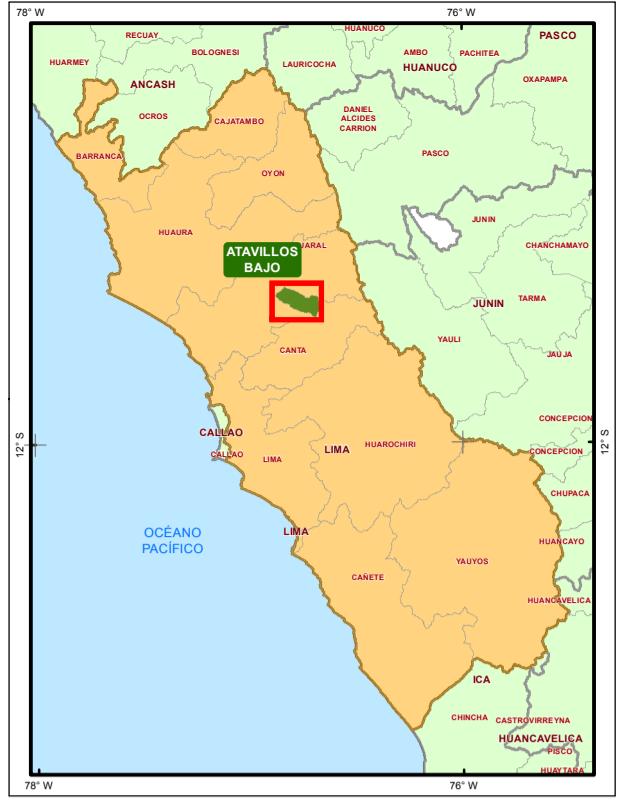 78° W
76° W
HUANUCO
PASCO
RECUAY
BOLOGNESI
AMBO
PACHITEA
HUARMEY
LAURICOCHA
HUANUCO
OXAPAMPA
ANCASH
OCROS
CAJATAMBO
DANIEL
ALCIDES
CARRION
BARRANCA
PASCO
OYON
JUNIN
HUAURA
ATAVILLOS
BAJO
UARAL
CHANCHAMAYO
JUNIN
TARMA
YAULI
CANTA
JAUJA
CONCEPCION
CALLAO
12° S
12° S
CALLAO
LIMA
LIMA
HUAROCHIRI
CONCEPCION
CHUPACA
OCÉANO
PACÍFICO
LIMA
HUANCAYO
YAUYOS
CAÑETE
HUANCAVELICA
ICA
CHINCHA
CASTROVIRREYNA
HUANCAVELICA
PISCO
HUAYTARA
78° W
76° W